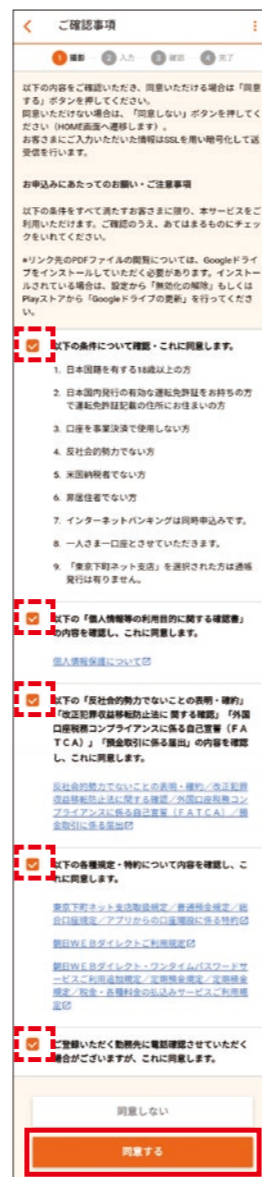 ご確認事項
1 撮影 2 入力 3 確認 4 完了
以下の内容をご確認いただき、同意いただける場合は「同意
する」ボタンを押してください。
同意いただけない場合は、「同意しない」ボタンを押してく
ださい（HOME画面へ遷移します）。
お客さまにご入力いただいた情報はSSLを用い暗号化して送
受信を行います。
お申込みにあたってのお願い・ご注意事項
以下の条件をすべて満たすお客さまに限り、本サービスをご
利用いただけます。ご確認のうえ、あてはまるものにチェッ
クをいれてください。
※リンク先のPDFファイルの閲覧については、Googleドライ
ブをインストールしていただく必要があります。インストー
ルされている場合は、設定から「無効化の解除」もしくは
Playストアから「Googleドライブの更新」を行ってくださ
い。
以下の条件について確認・これに同意します。
1. 日本国籍を有する18歳以上の方
2. 日本国内発行の有効な運転免許証をお持ちの方
で運転免許証記載の住所にお住まいの方
3. 口座を事業決済で使用しない方
4. 反社会的勢力でない方
5. 米国納税者でない方
6. 非居住者でない方
7. インターネットバンキングは同時申込みです。
8. 一人さま一口座とさせていただきます。
9. 「東京下町ネット支店」を選択された方は通帳
発行は有りません。
以下の「個人情報等の利用目的に関する確認書」
の内容を確認し、これに同意します。
個人情報保護について
以下の「反社会的勢力でないことの表明・確約」
「改正犯罪収益移転防止法に関する確認」「外国
口座税務コンプライアンスに係る自己宣誓（ＦＡ
ＴＣＡ）」「預金取引に係る届出」の内容を確認
し、これに同意します。
反社会的勢力でないことの表明・確約／改正犯罪
収益移転防止法に関する確認／外国口座税務コン
プライアンスに係る自己宣誓（ＦＡＴＣＡ）／預
金取引に係る届出
以下の各種規定・特約について内容を確認し、こ
れに同意します。
東京下町ネット支店取扱規定／普通預金規定／総
合口座規定／アプリからの口座開設に係る特約
朝日ＷＥＢダイレクトご利用規定
朝日ＷＥＢダイレクト・ワンタイムパスワードサ
ービスご利用追加規定／定期預金規定／定期積金
規定／税金・各種料金の払込みサービスご利用規
定
ご登録いただく勤務先に電話確認させていただく
場合がございますが、これに同意します。
同意しない
同意する